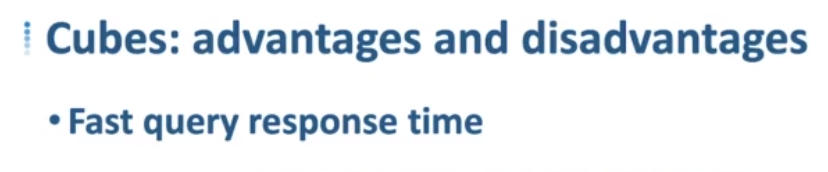 Cubes: advantages and disadvantages
• Fast query response time